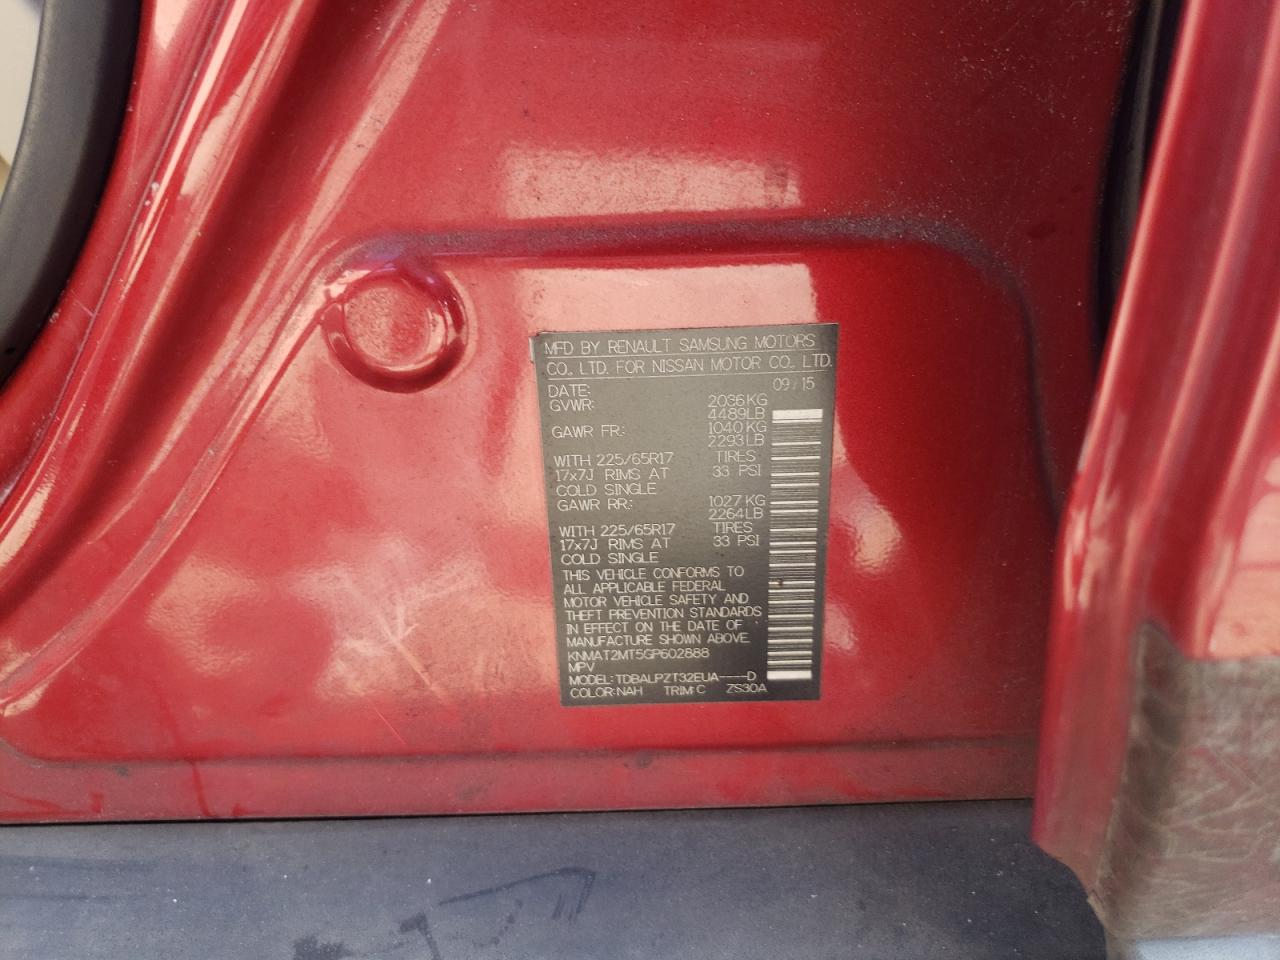 MFD BY RENAULT SAMSUNG MOTORS
CO., LTD. FOR NISSAN MOTOR CO., LTD.
DATE: 09/15
GVWR: 2036KG
4489LB
GAWR FR: 1040KG
2293LB
WITH 225/65R17 TIRES
17x7J RIMS AT 33 PSI
COLD SINGLE
GAWR RR: 1027KG
2264LB
WITH 225/65R17 TIRES
17x7J RIMS AT 33 PSI
COLD SINGLE
THIS VEHICLE CONFORMS TO
ALL APPLICABLE FEDERAL
MOTOR VEHICLE SAFETY AND
THEFT PREVENTION STANDARDS
IN EFFECT ON THE DATE OF
MANUFACTURE SHOWN ABOVE.
KNMAT2MT5GP602888
MPV
MODEL: TDBALPZT32EUA----D
COLOR: NAH TRIM: C ZS30A